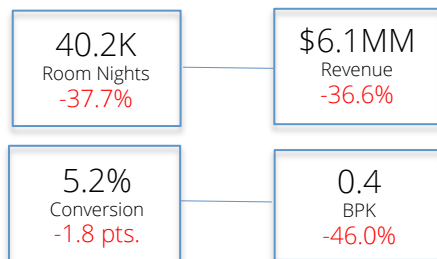 40.2K
Room Nights
-37.7%
$6.1MM
Revenue
-36.6%
5.2%
Conversion
-1.8 pts.
0.4
BPK
-46.0%